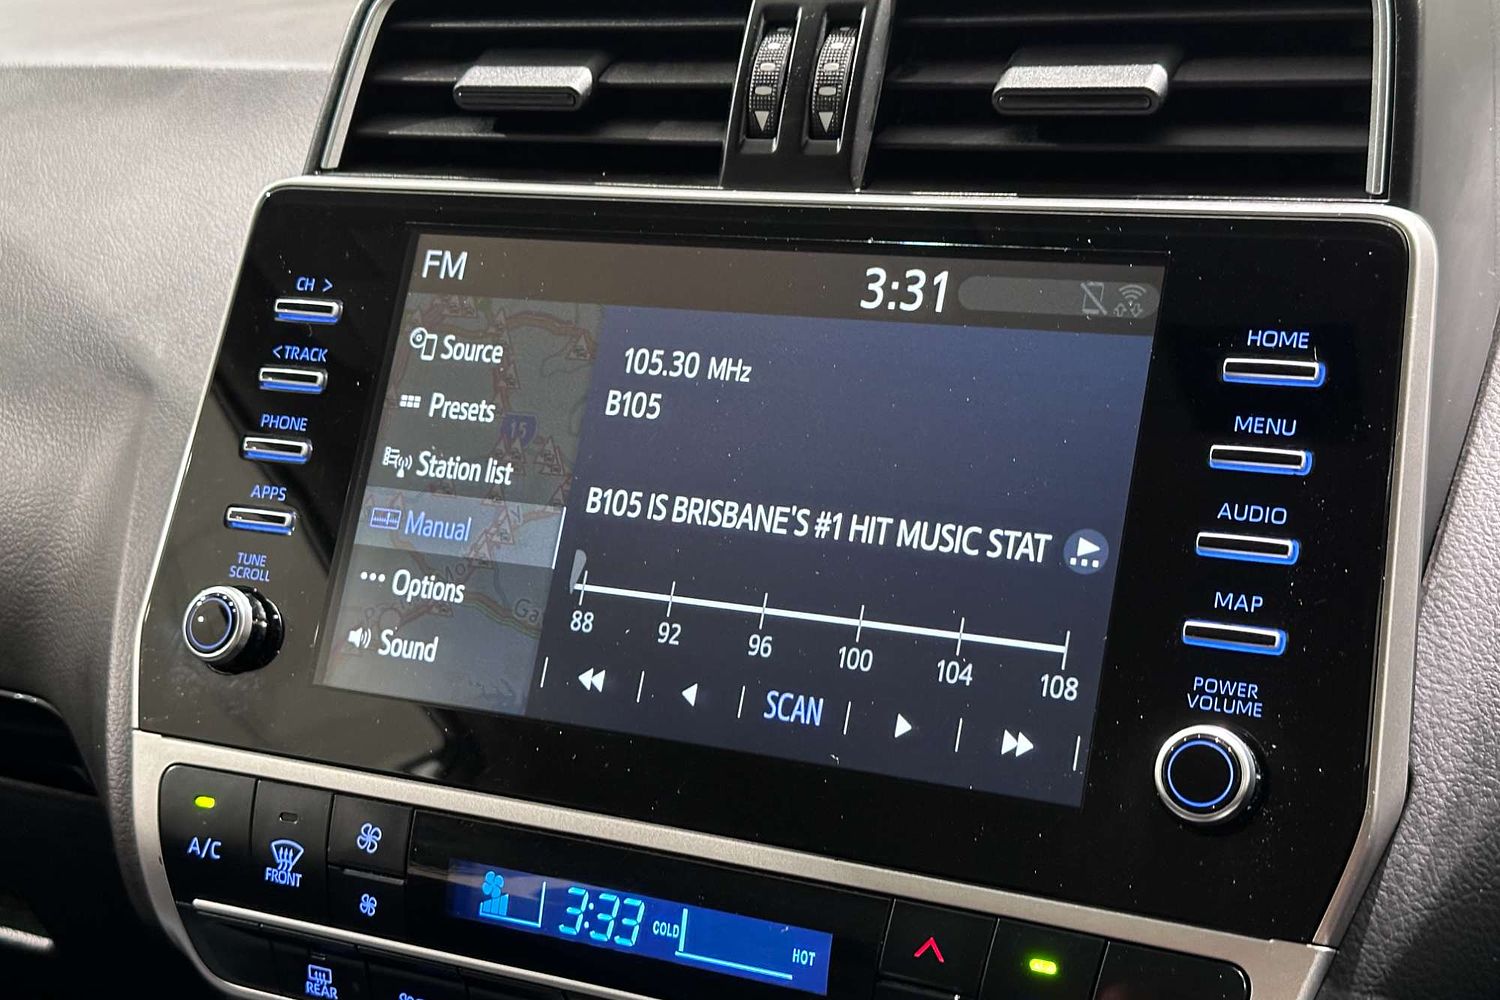 FM
3:31
CH >
<TRACK
PHONE
APPS
TUNE
SCROLL
Source
Presets
15
Station list
Manual
Options
Sound
105.30 MHz
B105
B105 IS BRISBANE'S #1 HIT MUSIC STAT
88 92 96 100 104 108
SCAN
HOME
MENU
AUDIO
MAP
POWER
VOLUME
A/C
FRONT
REAR
3:33
COLD
HOT